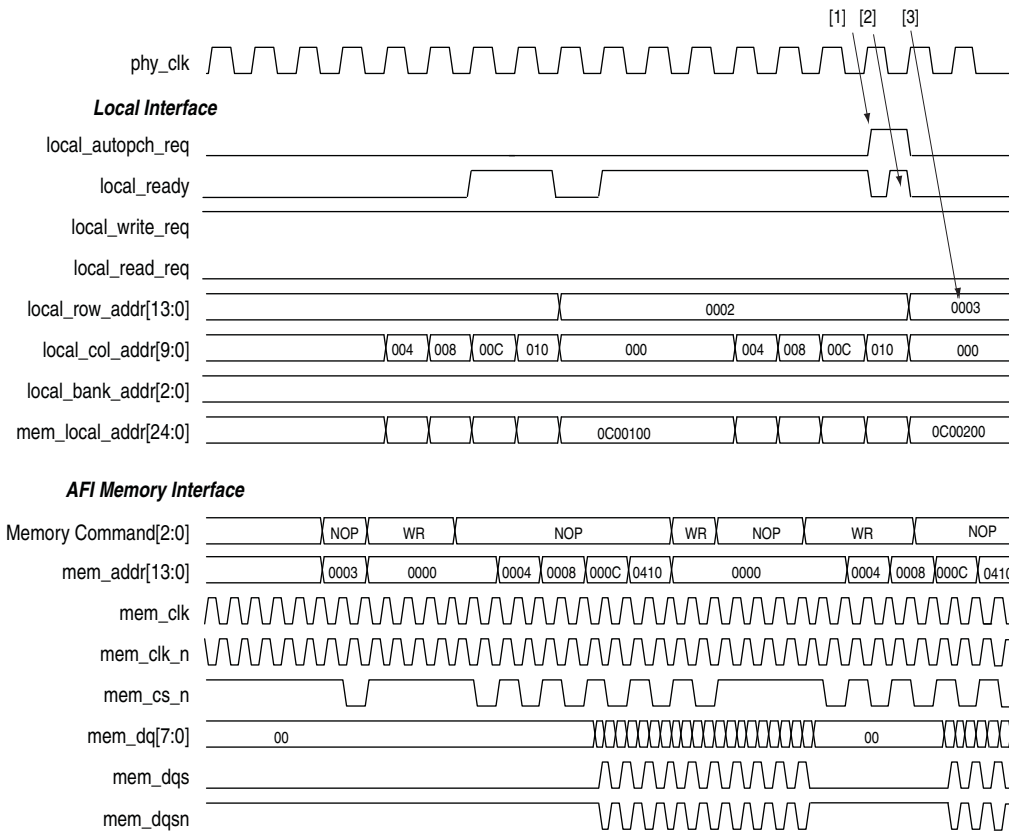 [1] [2] [3]
phy_clk
Local Interface
local_autopch_req
local_ready
local_write_req
local_read_req
local_row_addr[13:0] 0002 0003
local_col_addr[9:0] 004 008 00C 010 000 004 008 00C 010 000
local_bank_addr[2:0]
mem_local_addr[24:0] 0C00100 0C00200
AFI Memory Interface
Memory Command[2:0] NOP WR NOP WR NOP WR NOP
mem_addr[13:0] 0003 0000 0004 0008 000C 0410 0000 0004 0008 000C 0410
mem_clk
mem_clk_n
mem_cs_n
mem_dq[7:0] 00 00
mem_dqs
mem_dqsn